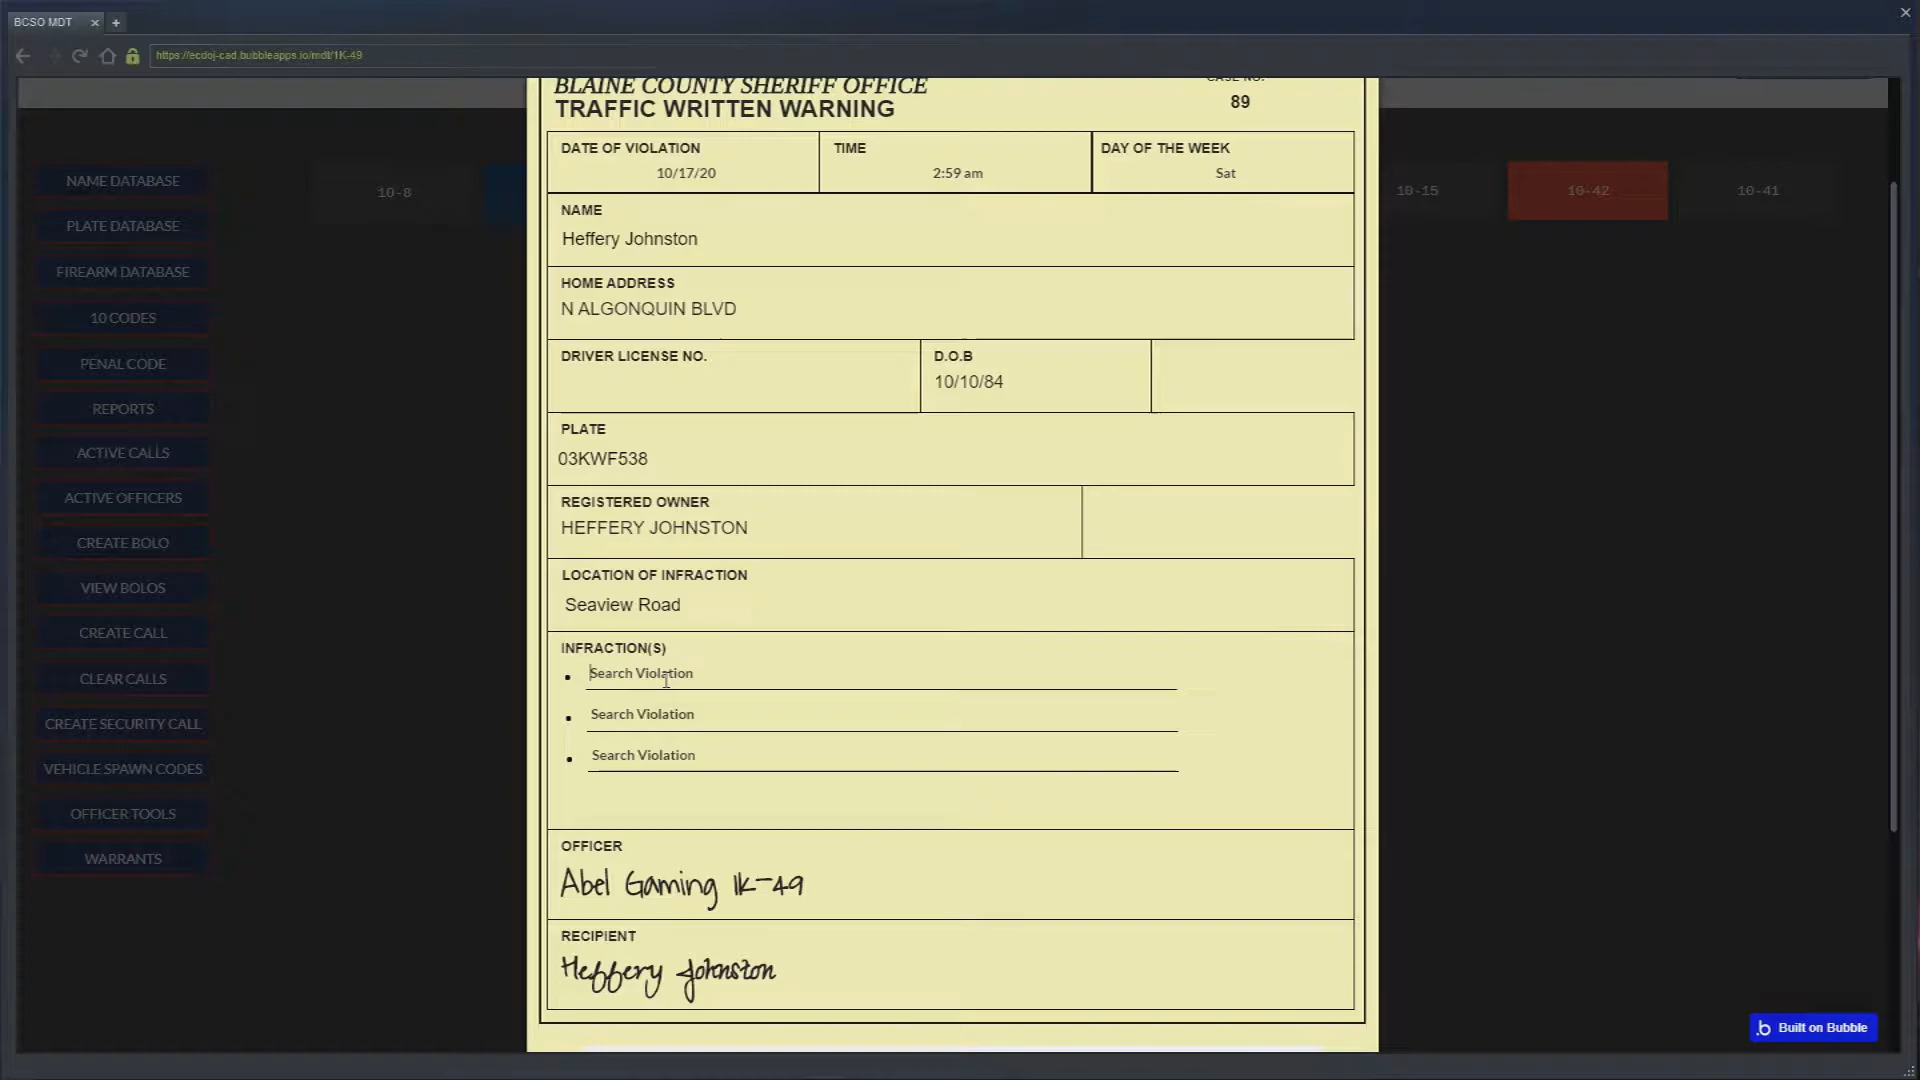 BCSO MDT
https://ecdoj-cad.bubbleapps.io/mdt/1K-49
BLAINE COUNTY SHERIFF OFFICE
TRAFFIC WRITTEN WARNING
CASE NO.
89
DATE OF VIOLATION
10/17/20
TIME
2:59 am
DAY OF THE WEEK
Sat
NAME
Heffery Johnston
HOME ADDRESS
N ALGONQUIN BLVD
DRIVER LICENSE NO.
D.O.B
10/10/84
PLATE
03KWF538
REGISTERED OWNER
HEFFERY JOHNSTON
LOCATION OF INFRACTION
Seaview Road
INFRACTION(S)
Search Violation
Search Violation
Search Violation
OFFICER
Abel Gaming 1K-49
RECIPIENT
Heffery Johnston
NAME DATABASE
PLATE DATABASE
FIREARM DATABASE
10 CODES
PENAL CODE
REPORTS
ACTIVE CALLS
ACTIVE OFFICERS
CREATE BOLO
VIEW BOLOS
CREATE CALL
CLEAR CALLS
CREATE SECURITY CALL
VEHICLE SPAWN CODES
OFFICER TOOLS
WARRANTS
10-8
10-15
10-42
10-41
Built on Bubble